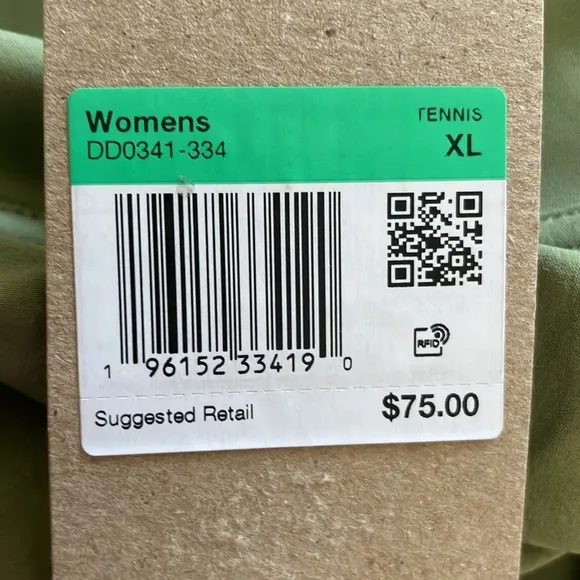 Womens
TENNIS
DD0341-334
XL
RFID
1 96152 33419 0
Suggested Retail
$75.00